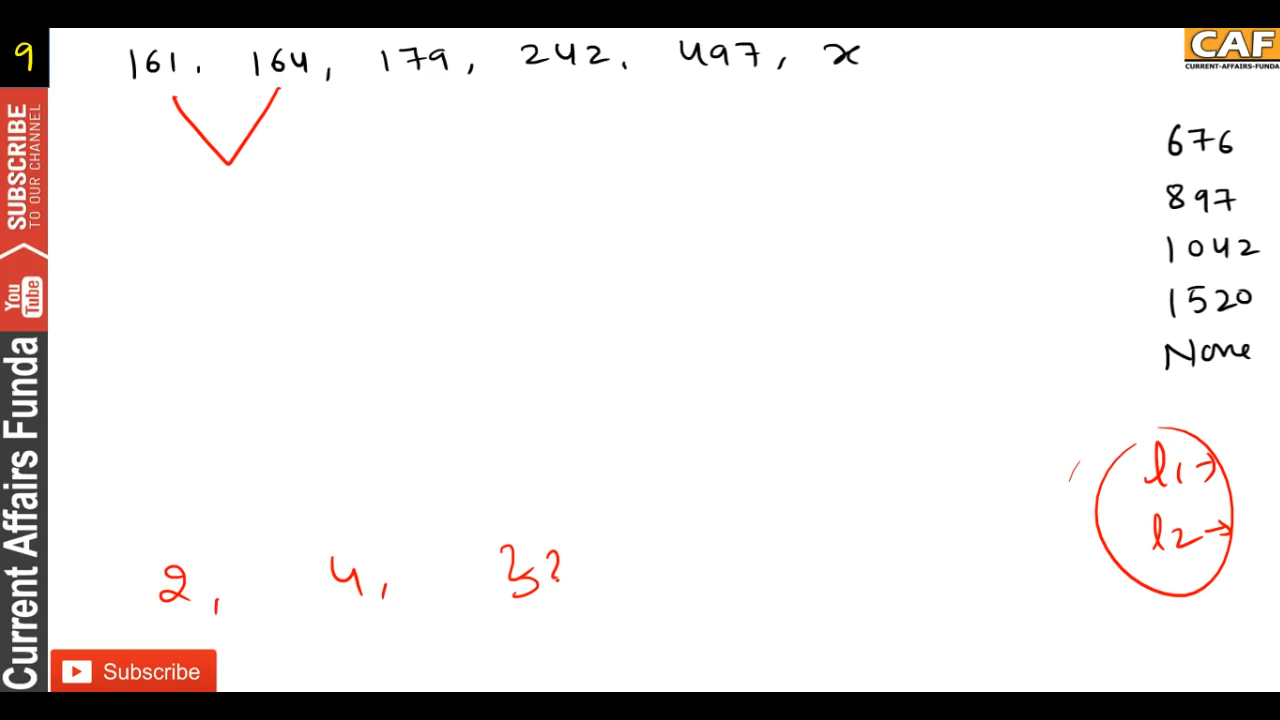 9
161. 164, 179, 242. 497, x
CAF
CURRENT-AFFAIRS-FUNDA
SUBSCRIBE
TO OUR CHANNEL
You
Tube
Current Affairs Funda
676
897
1042
1520
None
l1→
l2→
2, 4, 32
Subscribe